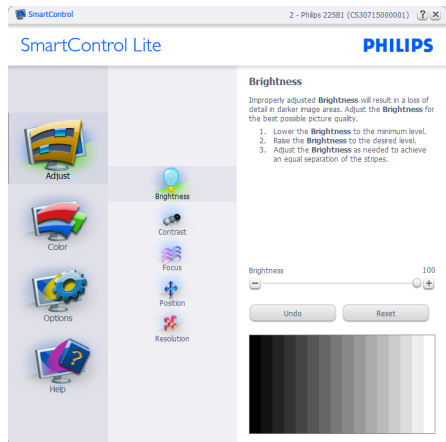 SmartControl
2 - Philips 225B1 (CS30715000001)
SmartControl Lite
PHILIPS
Adjust
Color
Options
Help
Brightness
Contrast
Focus
Position
Resolution
Brightness
Improperly adjusted Brightness will result in a loss of
detail in darker image areas. Adjust the Brightness for
the best possible picture quality.
1. Lower the Brightness to the minimum level.
2. Raise the Brightness to the desired level.
3. Adjust the Brightness as needed to achieve
an equal separation of the stripes.
Brightness 100
Undo Reset